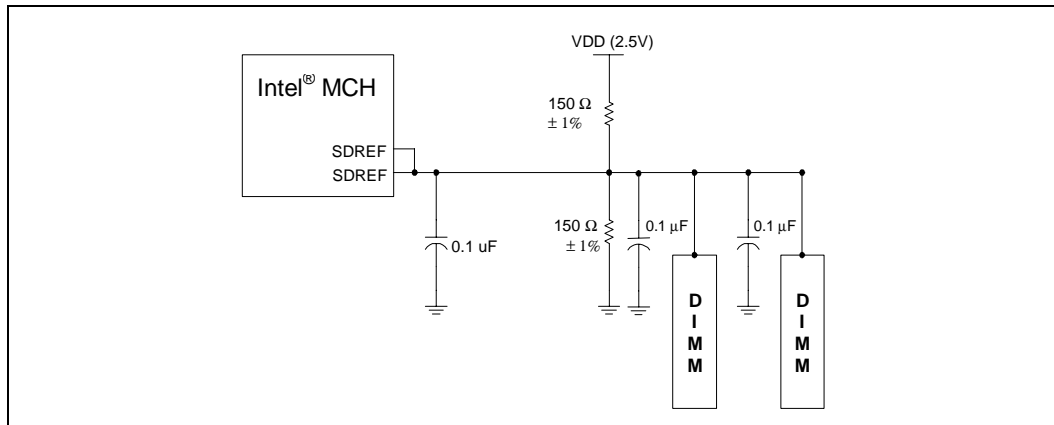 VDD (2.5V)
Intel® MCH
150 Ω
± 1%
SDREF
SDREF
150 Ω
± 1%
0.1 µF
0.1 µF
0.1 uF
D
I
M
M
D
I
M
M